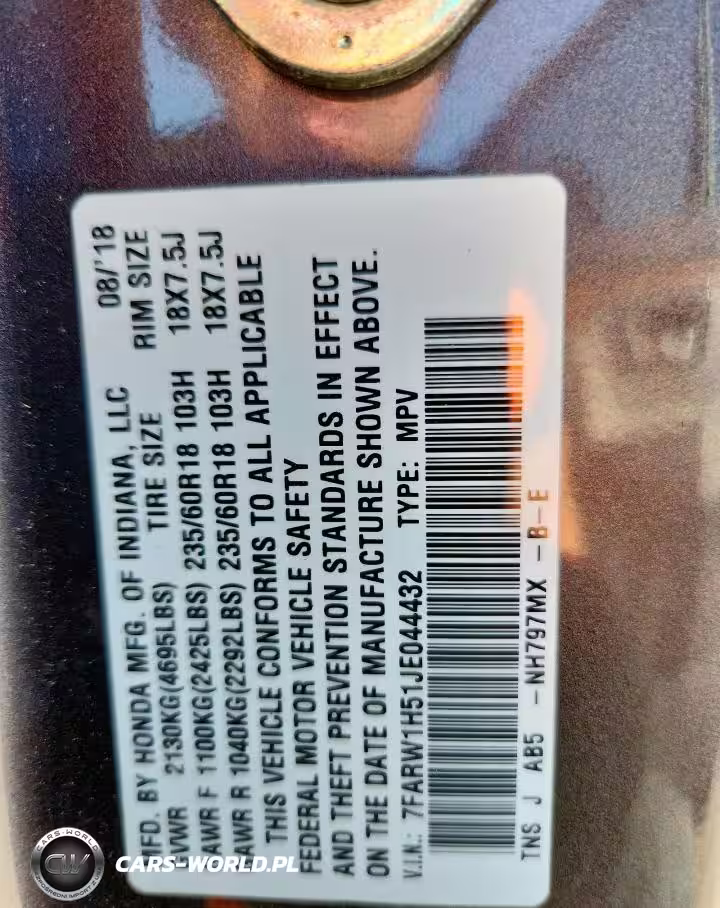 MFD. BY HONDA MFG. OF INDIANA, LLC 08/'18
TIRE SIZE RIM SIZE
GVWR 2130KG(4695LBS)
GAWR F 1100KG(2425LBS) 235/60R18 103H 18X7.5J
GAWR R 1040KG(2292LBS) 235/60R18 103H 18X7.5J
THIS VEHICLE CONFORMS TO ALL APPLICABLE
FEDERAL MOTOR VEHICLE SAFETY
AND THEFT PREVENTION STANDARDS IN EFFECT
ON THE DATE OF MANUFACTURE SHOWN ABOVE.
V.I.N.: 7FARW1H51JE044432 TYPE: MPV
TNS J AB5 -NH797MX -B-E
CARS-WORLD
CW
CARS-WORLD.PL